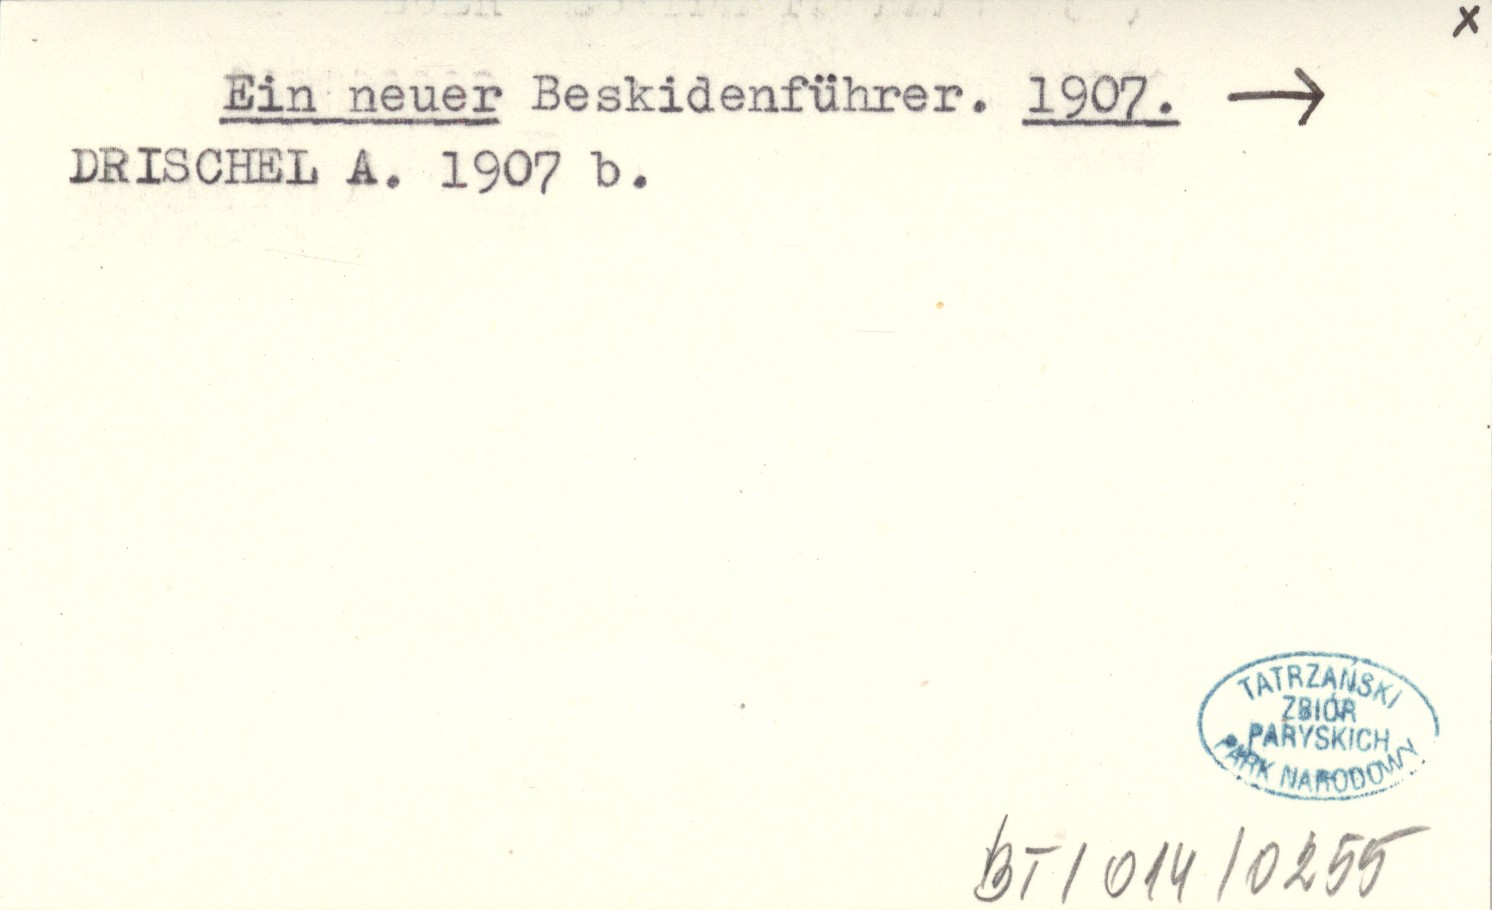 x
Ein neuer Beskidenführer. 1907. →
DRISCHEL A. 1907 b.
TATRZAŃSKI
ZBIÓR
PARYSKICH
PARK NARODOWY
BT/014/0255